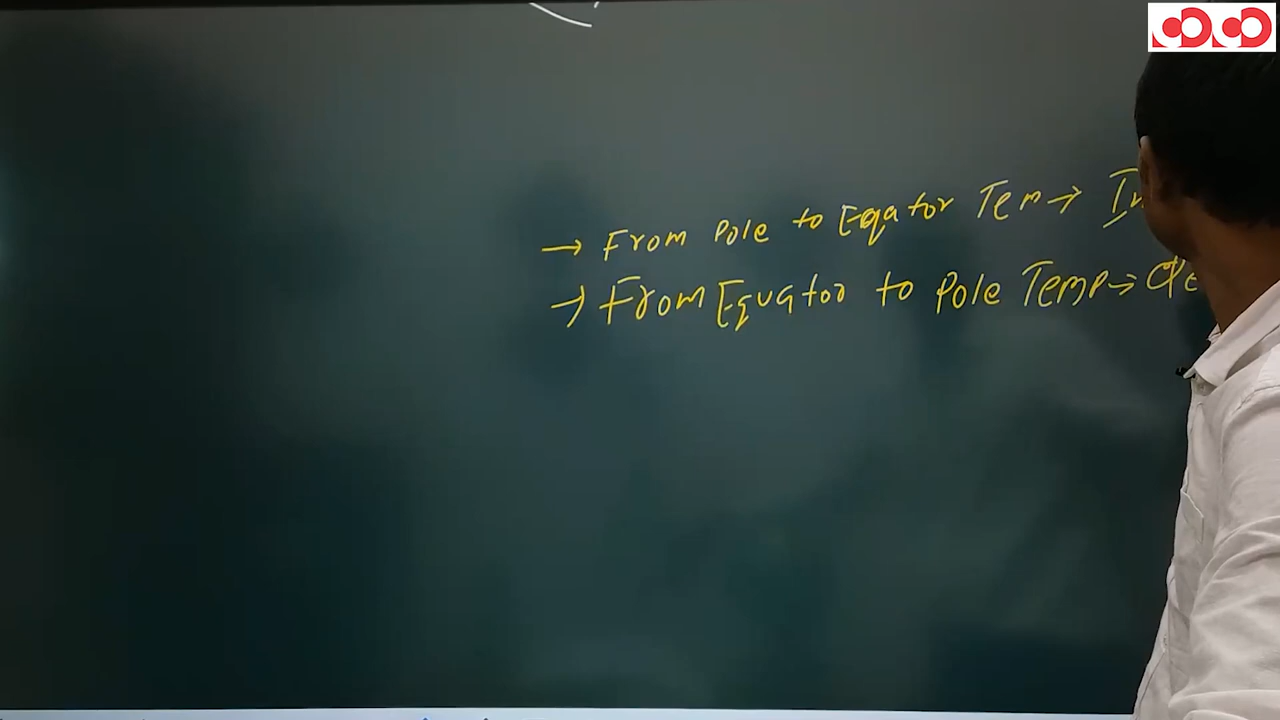 → From Pole to Eqator Tem→
→ From Equator to Pole Temp→